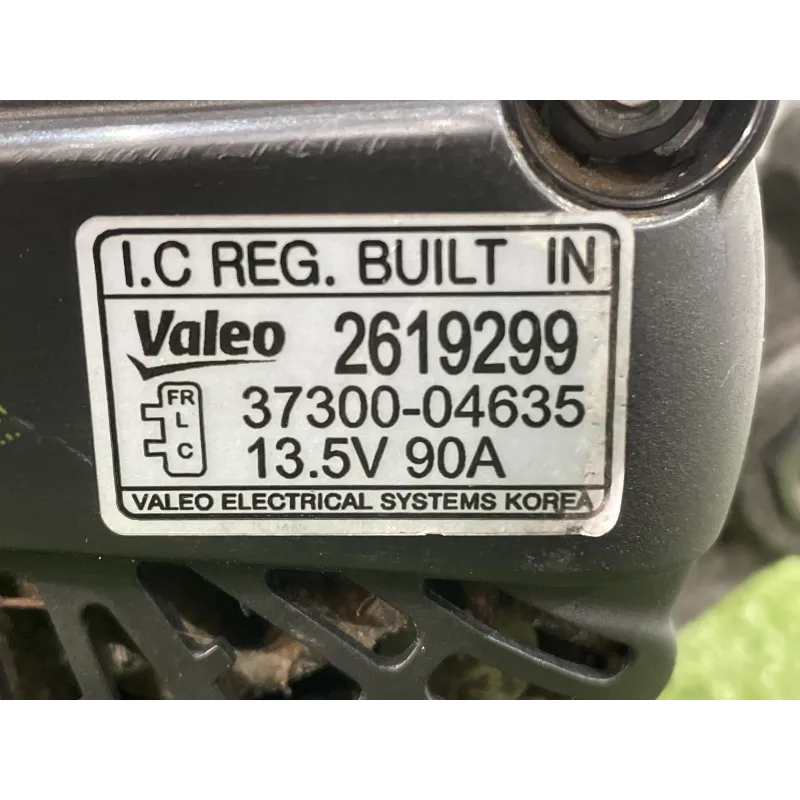 I.C REG. BUILT IN
Valeo 2619299
FR
L
C
37300-04635
13.5V 90A
VALEO ELECTRICAL SYSTEMS KOREA